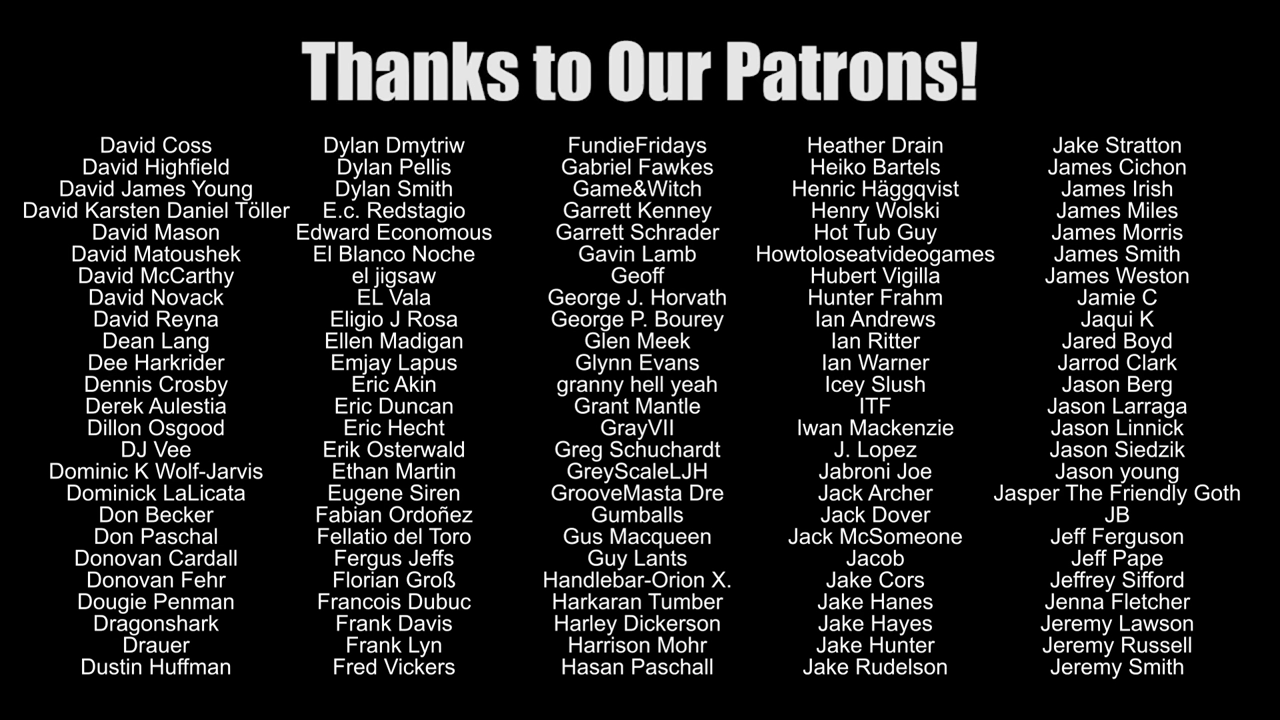 Thanks to Our Patrons!
David Coss
David Highfield
David James Young
David Karsten Daniel Töller
David Mason
David Matoushek
David McCarthy
David Novack
David Reyna
Dean Lang
Dee Harkrider
Dennis Crosby
Derek Aulestia
Dillon Osgood
DJ Vee
Dominic K Wolf-Jarvis
Dominick LaLicata
Don Becker
Don Paschal
Donovan Cardall
Donovan Fehr
Dougie Penman
Dragonshark
Drauer
Dustin Huffman
Dylan Dmytriw
Dylan Pellis
Dylan Smith
E.c. Redstagio
Edward Economous
El Blanco Noche
el jigsaw
EL Vala
Eligio J Rosa
Ellen Madigan
Emjay Lapus
Eric Akin
Eric Duncan
Eric Hecht
Erik Osterwald
Ethan Martin
Eugene Siren
Fabian Ordoñez
Fellatio del Toro
Fergus Jeffs
Florian Groß
Francois Dubuc
Frank Davis
Frank Lyn
Fred Vickers
FundieFridays
Gabriel Fawkes
Game&Witch
Garrett Kenney
Garrett Schrader
Gavin Lamb
Geoff
George J. Horvath
George P. Bourey
Glen Meek
Glynn Evans
granny hell yeah
Grant Mantle
GrayVII
Greg Schuchardt
GreyScaleLJH
GrooveMasta Dre
Gumballs
Gus Macqueen
Guy Lants
Handlebar-Orion X.
Harkaran Tumber
Harley Dickerson
Harrison Mohr
Hasan Paschall
Heather Drain
Heiko Bartels
Henric Häggqvist
Henry Wolski
Hot Tub Guy
Howtoloseatvideogames
Hubert Vigilla
Hunter Frahm
Ian Andrews
Ian Ritter
Ian Warner
Icey Slush
ITF
Iwan Mackenzie
J. Lopez
Jabroni Joe
Jack Archer
Jack Dover
Jack McSomeone
Jacob
Jake Cors
Jake Hanes
Jake Hayes
Jake Hunter
Jake Rudelson
Jake Stratton
James Cichon
James Irish
James Miles
James Morris
James Smith
James Weston
Jamie C
Jaqui K
Jared Boyd
Jarrod Clark
Jason Berg
Jason Larraga
Jason Linnick
Jason Siedzik
Jason young
Jasper The Friendly Goth
JB
Jeff Ferguson
Jeff Pape
Jeffrey Sifford
Jenna Fletcher
Jeremy Lawson
Jeremy Russell
Jeremy Smith